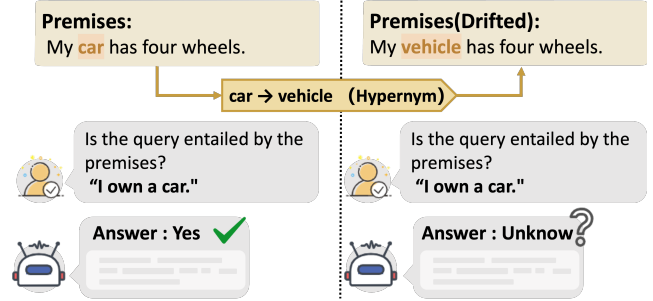 Premises:
My car has four wheels.
Premises(Drifted):
My vehicle has four wheels.
car → vehicle (Hypernym)
Is the query entailed by the
premises?
“I own a car."
Answer : Yes
Is the query entailed by the
premises?
“I own a car."
Answer : Unknow?